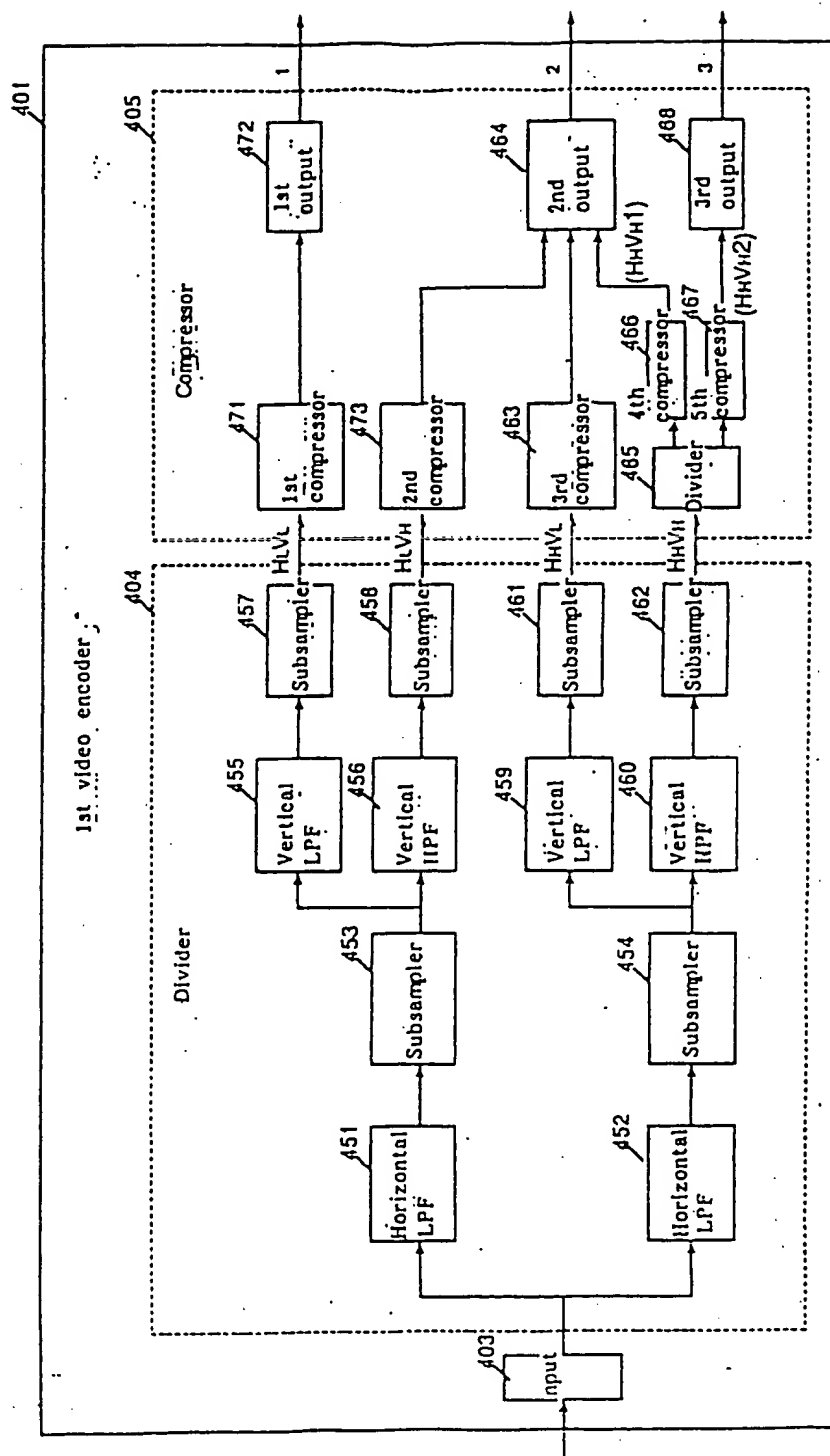 1st video encoder
401
403
Input
404
Divider
451
Horizontal
LPF
452
Horizontal
LPF
453
Subsampler
454
Subsampler
455
Vertical
LPF
456
Vertical
HPF
459
Vertical
LPF
460
Vertical
HPF
457
Subsampler
458
Subsampler
461
Subsampler
462
Subsampler
HLVL
HLVH
HHVL
HHVH
405
Compressor
471
1st
compressor
473
2nd
compressor
463
3rd
compressor
465
Divider
466
4th
compressor
467
5th
compressor
(HHVH1)
(HHVH2)
472
1st
output
464
2nd
output
468
3rd
output
1
2
3